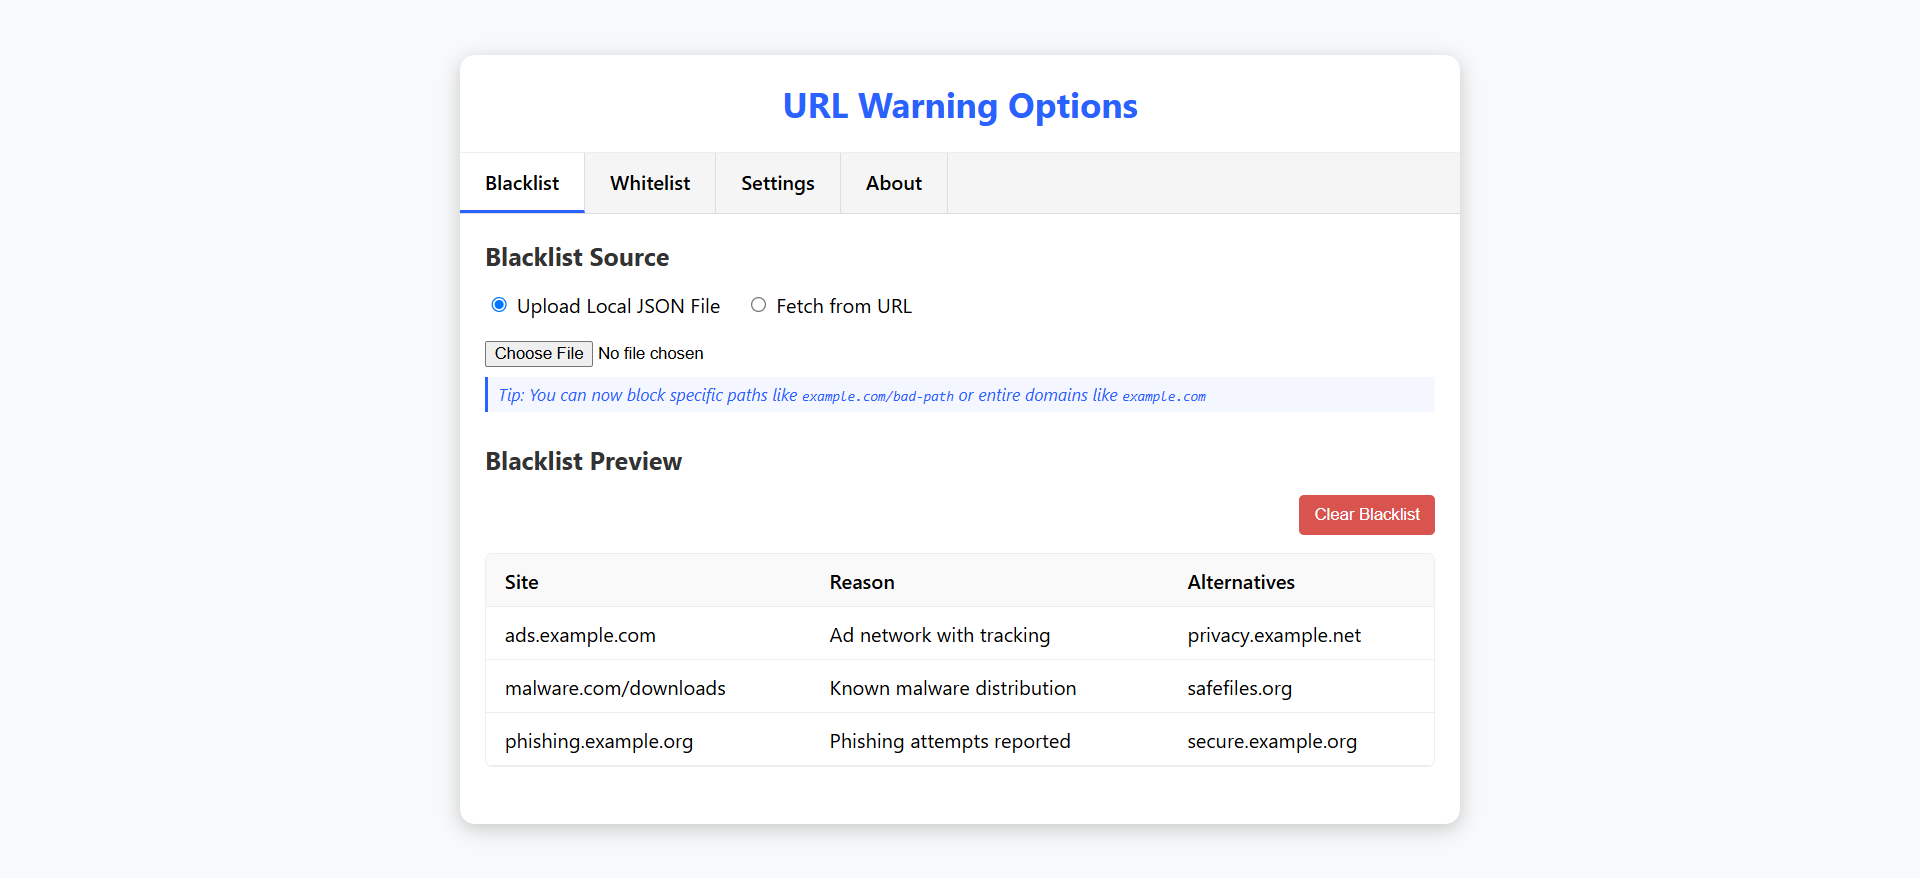 URL Warning Options
Blacklist Whitelist Settings About
Blacklist Source
Upload Local JSON File Fetch from URL
Choose File No file chosen
Tip: You can now block specific paths like example.com/bad-path or entire domains like example.com
Blacklist Preview
Clear Blacklist
Site Reason Alternatives
ads.example.com Ad network with tracking privacy.example.net
malware.com/downloads Known malware distribution safefiles.org
phishing.example.org Phishing attempts reported secure.example.org